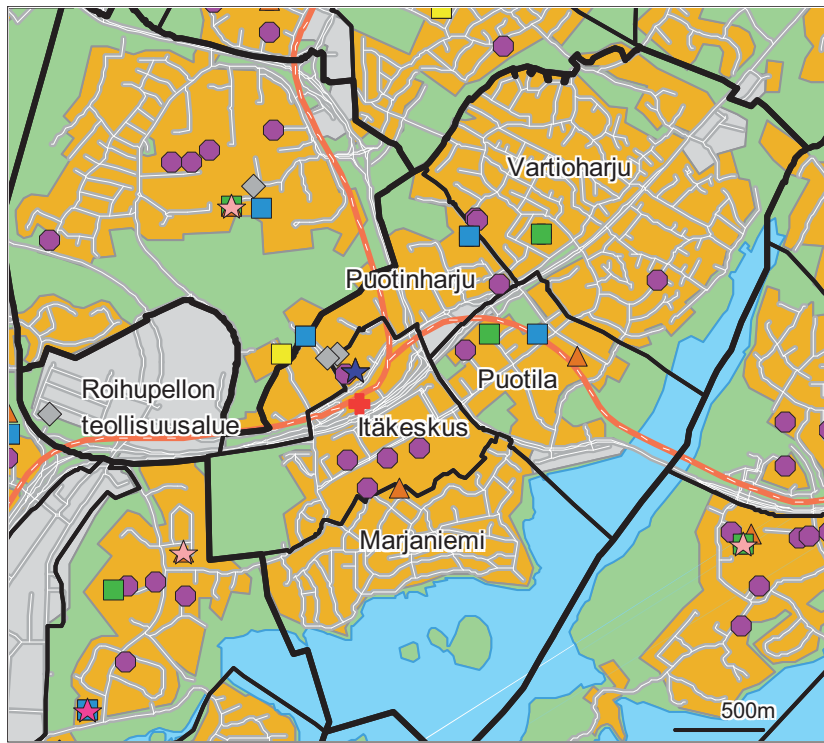 Vartioharju
Puotinharju
Roihupellon
teollisuusalue
Puotila
Itäkeskus
Marjaniemi
500m